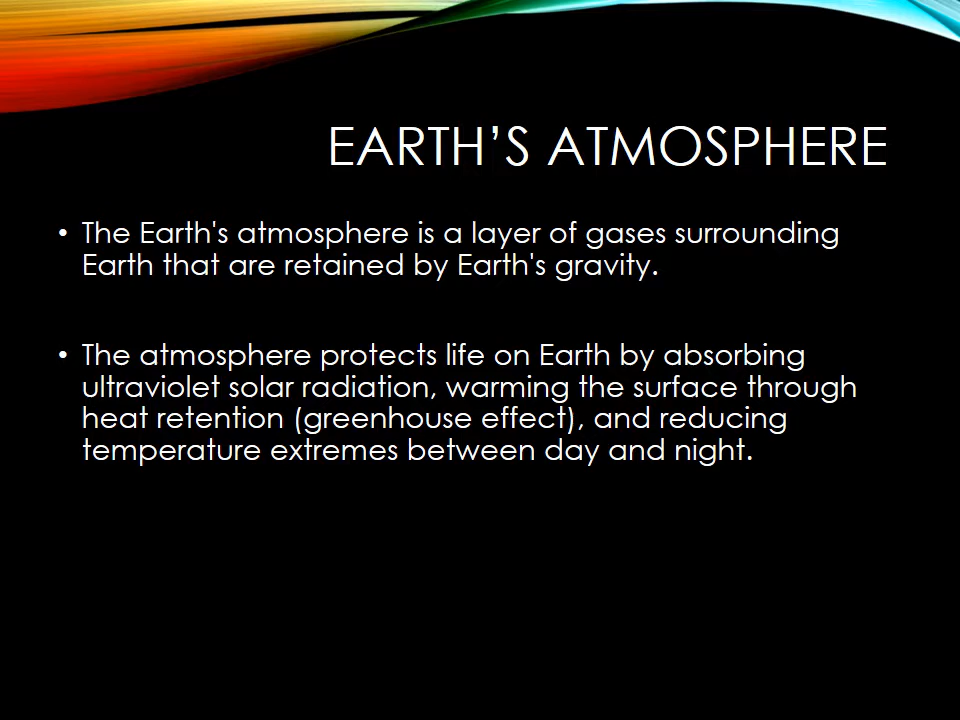 EARTH’S ATMOSPHERE
• The Earth's atmosphere is a layer of gases surrounding
Earth that are retained by Earth's gravity.
• The atmosphere protects life on Earth by absorbing
ultraviolet solar radiation, warming the surface through
heat retention (greenhouse effect), and reducing
temperature extremes between day and night.